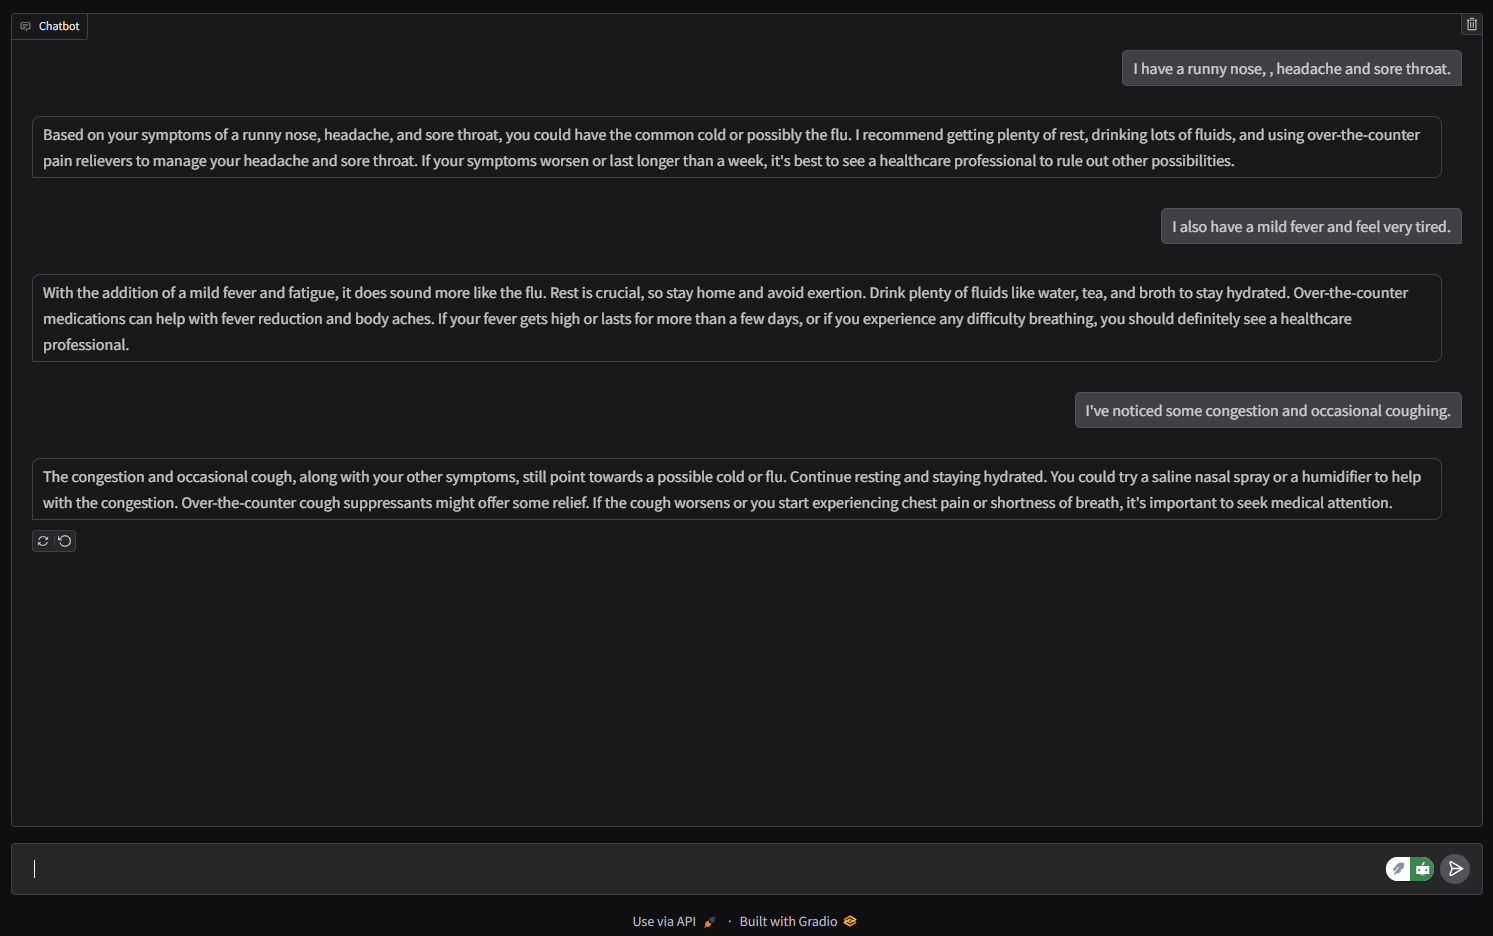 Chatbot
I have a runny nose, , headache and sore throat.
Based on your symptoms of a runny nose, headache, and sore throat, you could have the common cold or possibly the flu. I recommend getting plenty of rest, drinking lots of fluids, and using over-the-counter
pain relievers to manage your headache and sore throat. If your symptoms worsen or last longer than a week, it's best to see a healthcare professional to rule out other possibilities.
I also have a mild fever and feel very tired.
With the addition of a mild fever and fatigue, it does sound more like the flu. Rest is crucial, so stay home and avoid exertion. Drink plenty of fluids like water, tea, and broth to stay hydrated. Over-the-counter
medications can help with fever reduction and body aches. If your fever gets high or lasts for more than a few days, or if you experience any difficulty breathing, you should definitely see a healthcare
professional.
I've noticed some congestion and occasional coughing.
The congestion and occasional cough, along with your other symptoms, still point towards a possible cold or flu. Continue resting and staying hydrated. You could try a saline nasal spray or a humidifier to help
with the congestion. Over-the-counter cough suppressants might offer some relief. If the cough worsens or you start experiencing chest pain or shortness of breath, it's important to seek medical attention.
Use via API · Built with Gradio